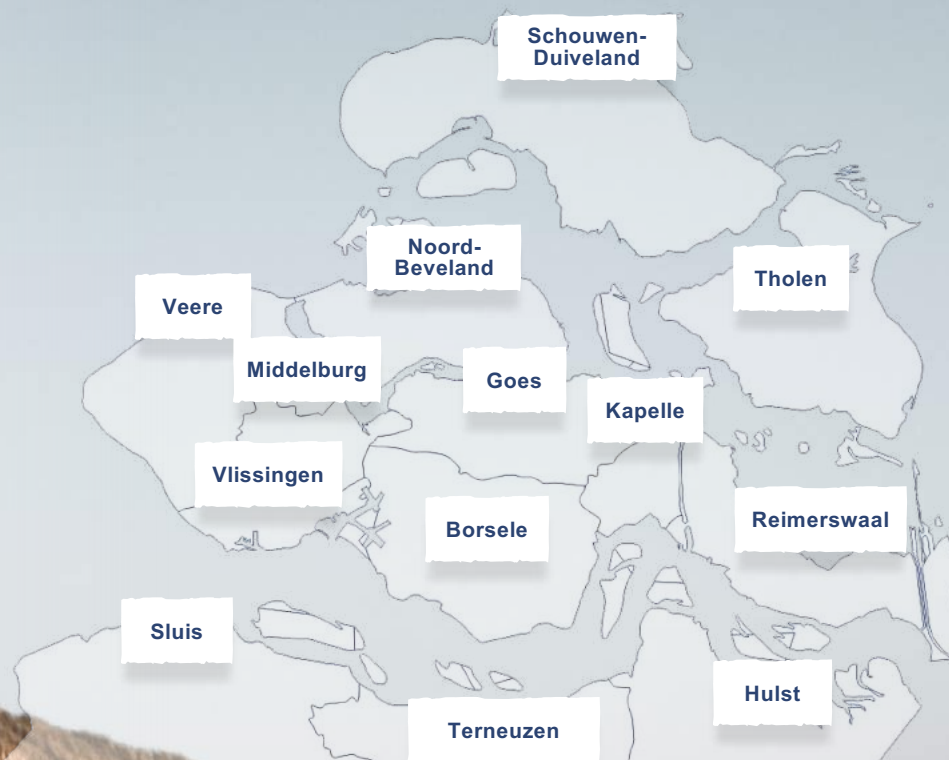 Schouwen-
Duiveland
Noord-
Beveland
Tholen
Veere
Middelburg
Goes
Kapelle
Vlissingen
Borsele
Reimerswaal
Sluis
Hulst
Terneuzen